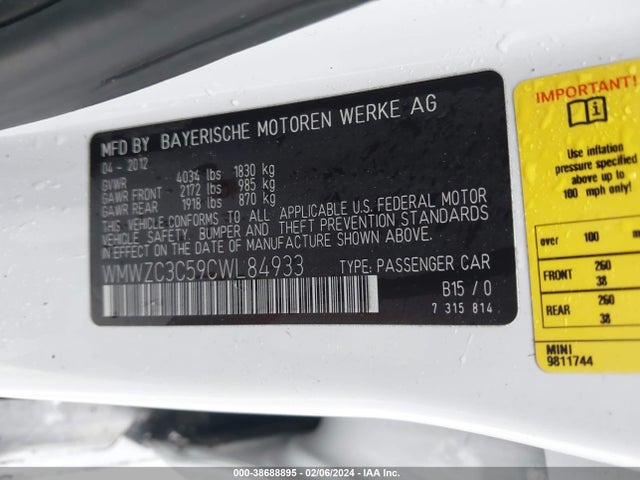 MFD BY BAYERISCHE MOTOREN WERKE AG
04 - 2012
GVWR 4034 lbs 1830 kg
GAWR FRONT - 2172 lbs 985 kg
GAWR REAR 1918 lbs 870 kg
THIS VEHICLE CONFORMS TO ALL APPLICABLE U.S. FEDERAL MOTOR
VEHICLE SAFETY, BUMPER AND THEFT PREVENTION STANDARDS
IN EFFECT ON THE DATE OF MANUFACTURE SHOWN ABOVE.
WMWZC3C59CWL84933 TYPE: PASSENGER CAR
B15 / 0
7 315 814
IMPORTANT!
i
Use inflation
pressure specified
above up to
100 mph only!
over 100 m
FRONT 260
38
REAR 260
38
MINI
9811744
000-38688895 - 02/06/2024 - IAA Inc.